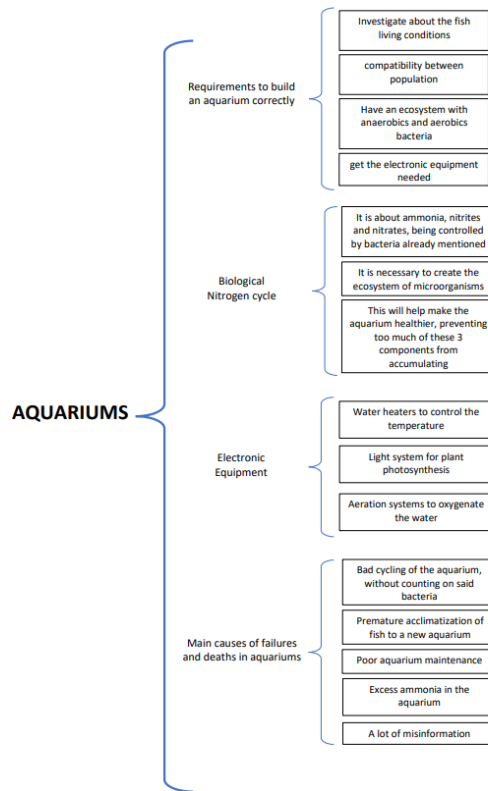 AQUARIUMS
Requirements to build
an aquarium correctly
Investigate about the fish
living conditions
compatibility between
population
Have an ecosystem with
anaerobics and aerobics
bacteria
get the electronic equipment
needed
Biological
Nitrogen cycle
It is about ammonia, nitrites
and nitrates, being controlled
by bacteria already mentioned
It is necessary to create the
ecosystem of microorganisms
This will help make the
aquarium healthier, preventing
too much of these 3
components from
accumulating
Electronic
Equipment
Water heaters to control the
temperature
Light system for plant
photosynthesis
Aeration systems to oxygenate
the water
Main causes of failures
and deaths in aquariums
Bad cycling of the aquarium,
without counting on said
bacteria
Premature acclimatization of
fish to a new aquarium
Poor aquarium maintenance
Excess ammonia in the
aquarium
A lot of misinformation